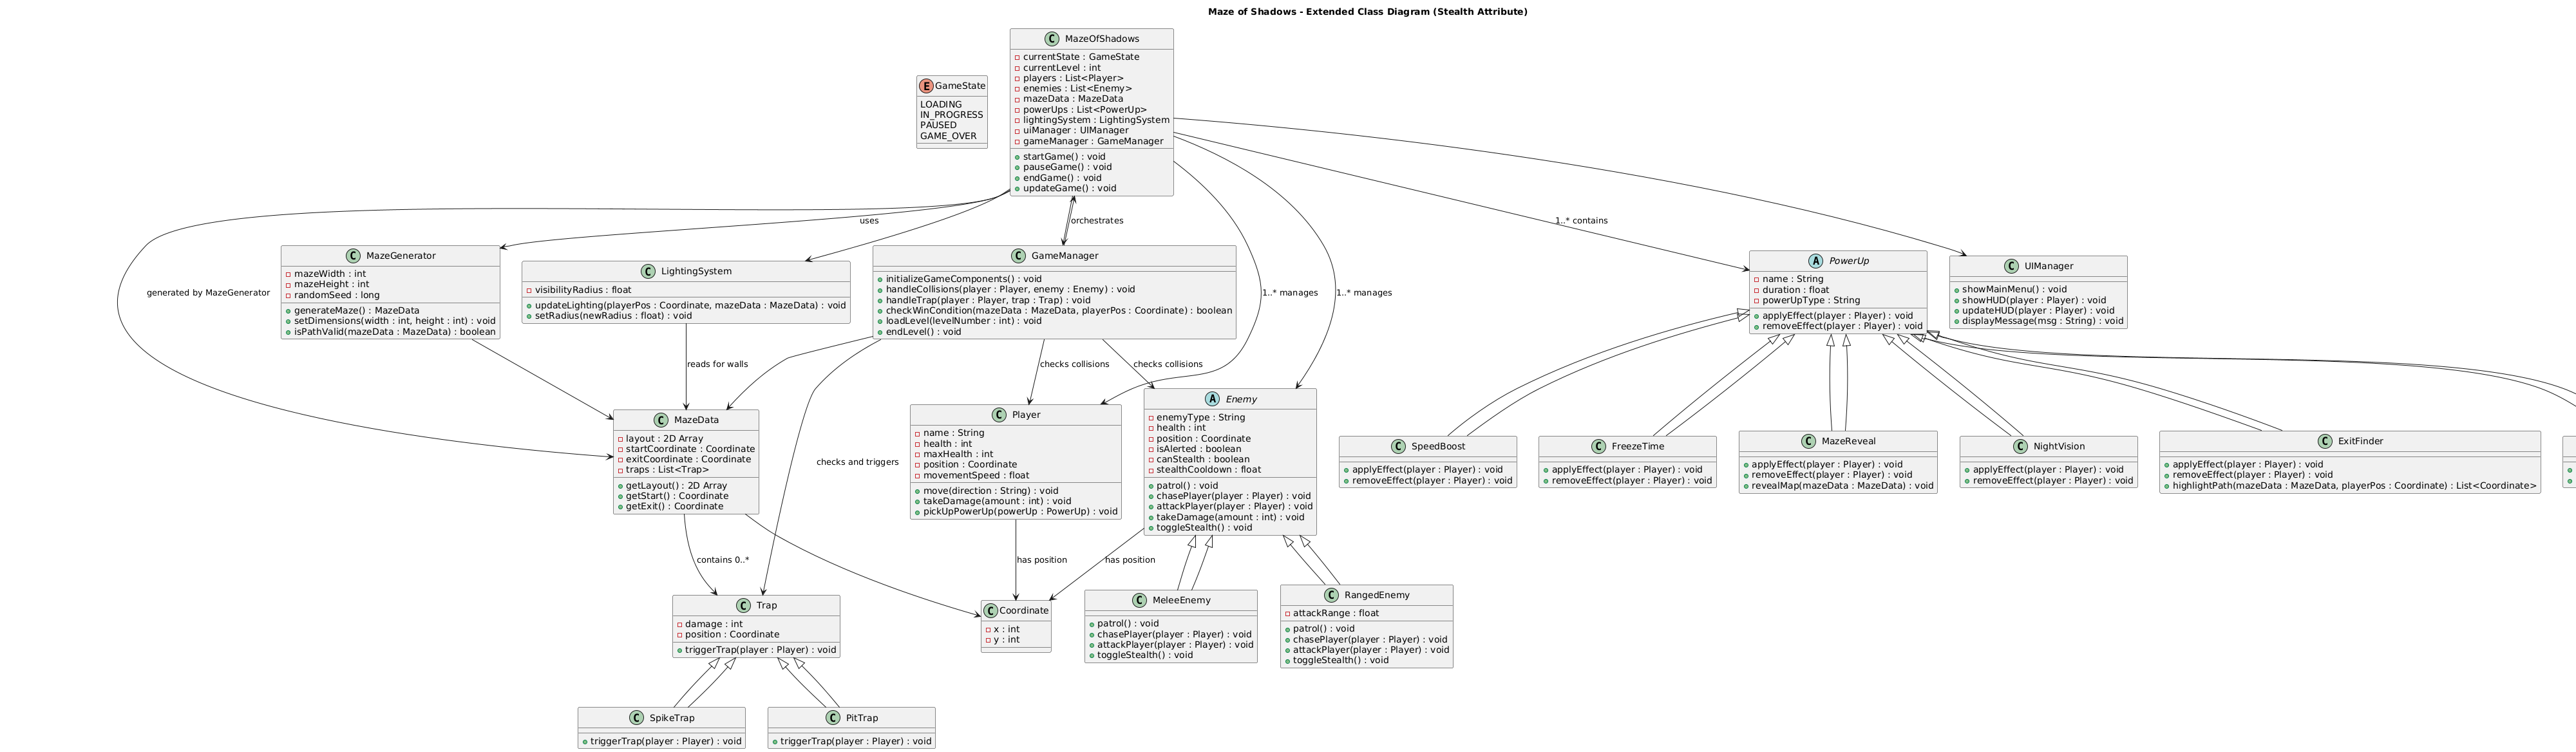 Maze of Shadows - Extended Class Diagram (Stealth Attribute)
C MazeOfShadows
currentState : GameState
currentLevel : int
players : List<Player>
enemies : List<Enemy>
mazeData : MazeData
powerUps : List<PowerUp>
lightingSystem : LightingSystem
uiManager : UIManager
gameManager : GameManager
startGame() : void
pauseGame() : void
endGame() : void
updateGame() : void
E GameState
LOADING
IN_PROGRESS
PAUSED
GAME_OVER
uses
orchestrates
1..* contains
generated by MazeGenerator
1..* manages
1..* manages
C MazeGenerator
mazeWidth : int
mazeHeight : int
randomSeed : long
generateMaze() : MazeData
setDimensions(width : int, height : int) : void
isPathValid(mazeData : MazeData) : boolean
C LightingSystem
visibilityRadius : float
updateLighting(playerPos : Coordinate, mazeData : MazeData) : void
setRadius(newRadius : float) : void
C GameManager
initializeGameComponents() : void
handleCollisions(player : Player, enemy : Enemy) : void
handleTrap(player : Player, trap : Trap) : void
checkWinCondition(mazeData : MazeData, playerPos : Coordinate) : boolean
loadLevel(levelNumber : int) : void
endLevel() : void
A PowerUp
name : String
duration : float
powerUpType : String
applyEffect(player : Player) : void
removeEffect(player : Player) : void
C UIManager
showMainMenu() : void
showHUD(player : Player) : void
updateHUD(player : Player) : void
displayMessage(msg : String) : void
reads for walls
checks collisions
checks collisions
checks and triggers
C MazeData
layout : 2D Array
startCoordinate : Coordinate
exitCoordinate : Coordinate
traps : List<Trap>
getLayout() : 2D Array
getStart() : Coordinate
getExit() : Coordinate
C Player
name : String
health : int
maxHealth : int
position : Coordinate
movementSpeed : float
move(direction : String) : void
takeDamage(amount : int) : void
pickUpPowerUp(powerUp : PowerUp) : void
A Enemy
enemyType : String
health : int
position : Coordinate
isAlerted : boolean
canStealth : boolean
stealthCooldown : float
patrol() : void
chasePlayer(player : Player) : void
attackPlayer(player : Player) : void
takeDamage(amount : int) : void
toggleStealth() : void
C SpeedBoost
applyEffect(player : Player) : void
removeEffect(player : Player) : void
C FreezeTime
applyEffect(player : Player) : void
removeEffect(player : Player) : void
C MazeReveal
applyEffect(player : Player) : void
removeEffect(player : Player) : void
revealMap(mazeData : MazeData) : void
C NightVision
applyEffect(player : Player) : void
removeEffect(player : Player) : void
C ExitFinder
applyEffect(player : Player) : void
removeEffect(player : Player) : void
highlightPath(mazeData : MazeData, playerPos : Coordinate) : List<Coordinate>
contains 0..*
has position
has position
C Trap
damage : int
position : Coordinate
triggerTrap(player : Player) : void
C Coordinate
x : int
y : int
C MeleeEnemy
patrol() : void
chasePlayer(player : Player) : void
attackPlayer(player : Player) : void
toggleStealth() : void
C RangedEnemy
attackRange : float
patrol() : void
chasePlayer(player : Player) : void
attackPlayer(player : Player) : void
toggleStealth() : void
C SpikeTrap
triggerTrap(player : Player) : void
C PitTrap
triggerTrap(player : Player) : void